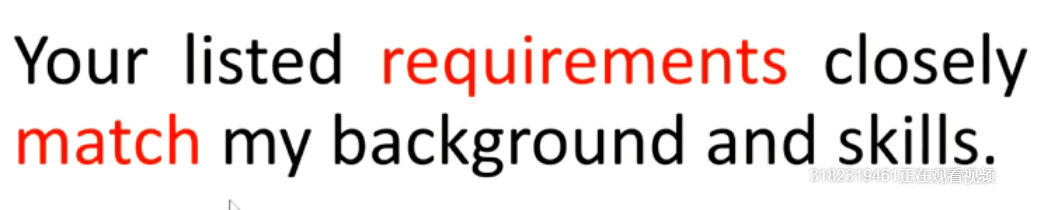 Your listed requirements closely
match my background and skills.
3182319461正在观看视频